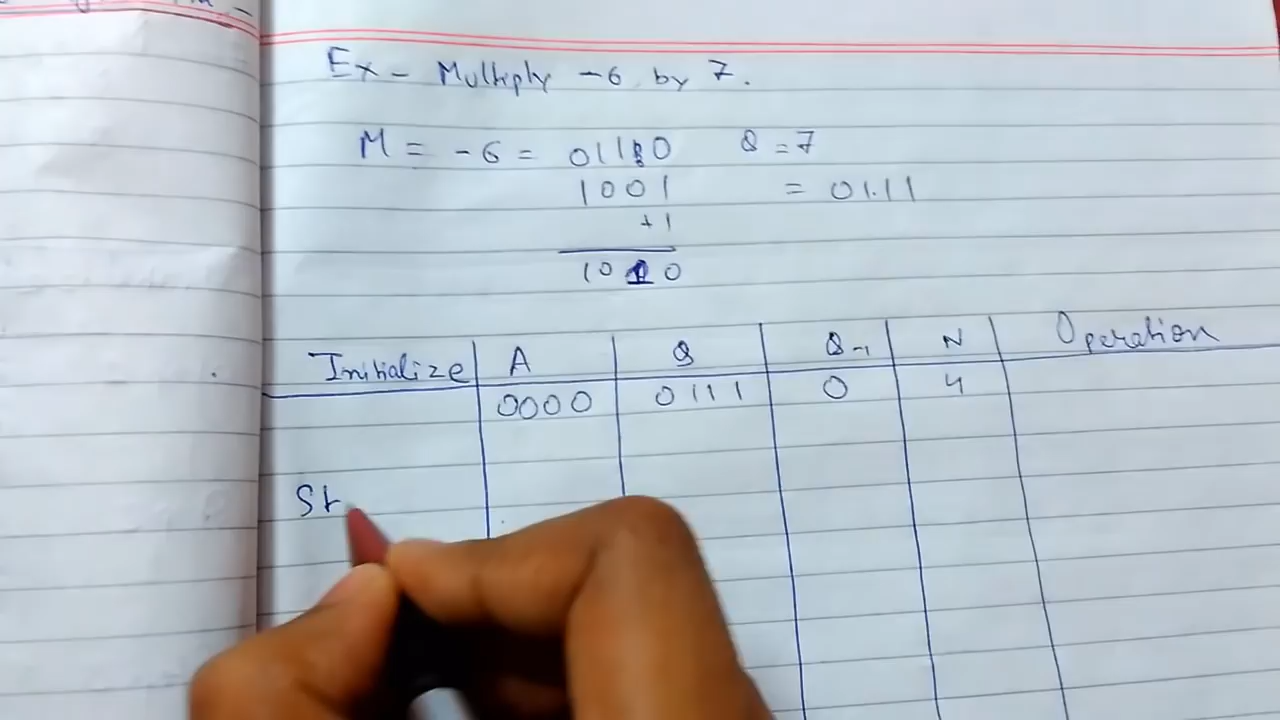 Ex - Multiply -6 by 7.
M = -6 = 01110 Q = 7
1001 = 0111
+1
1010
Initialize A Q Q-1 N Operation
0000 0111 0 4
St